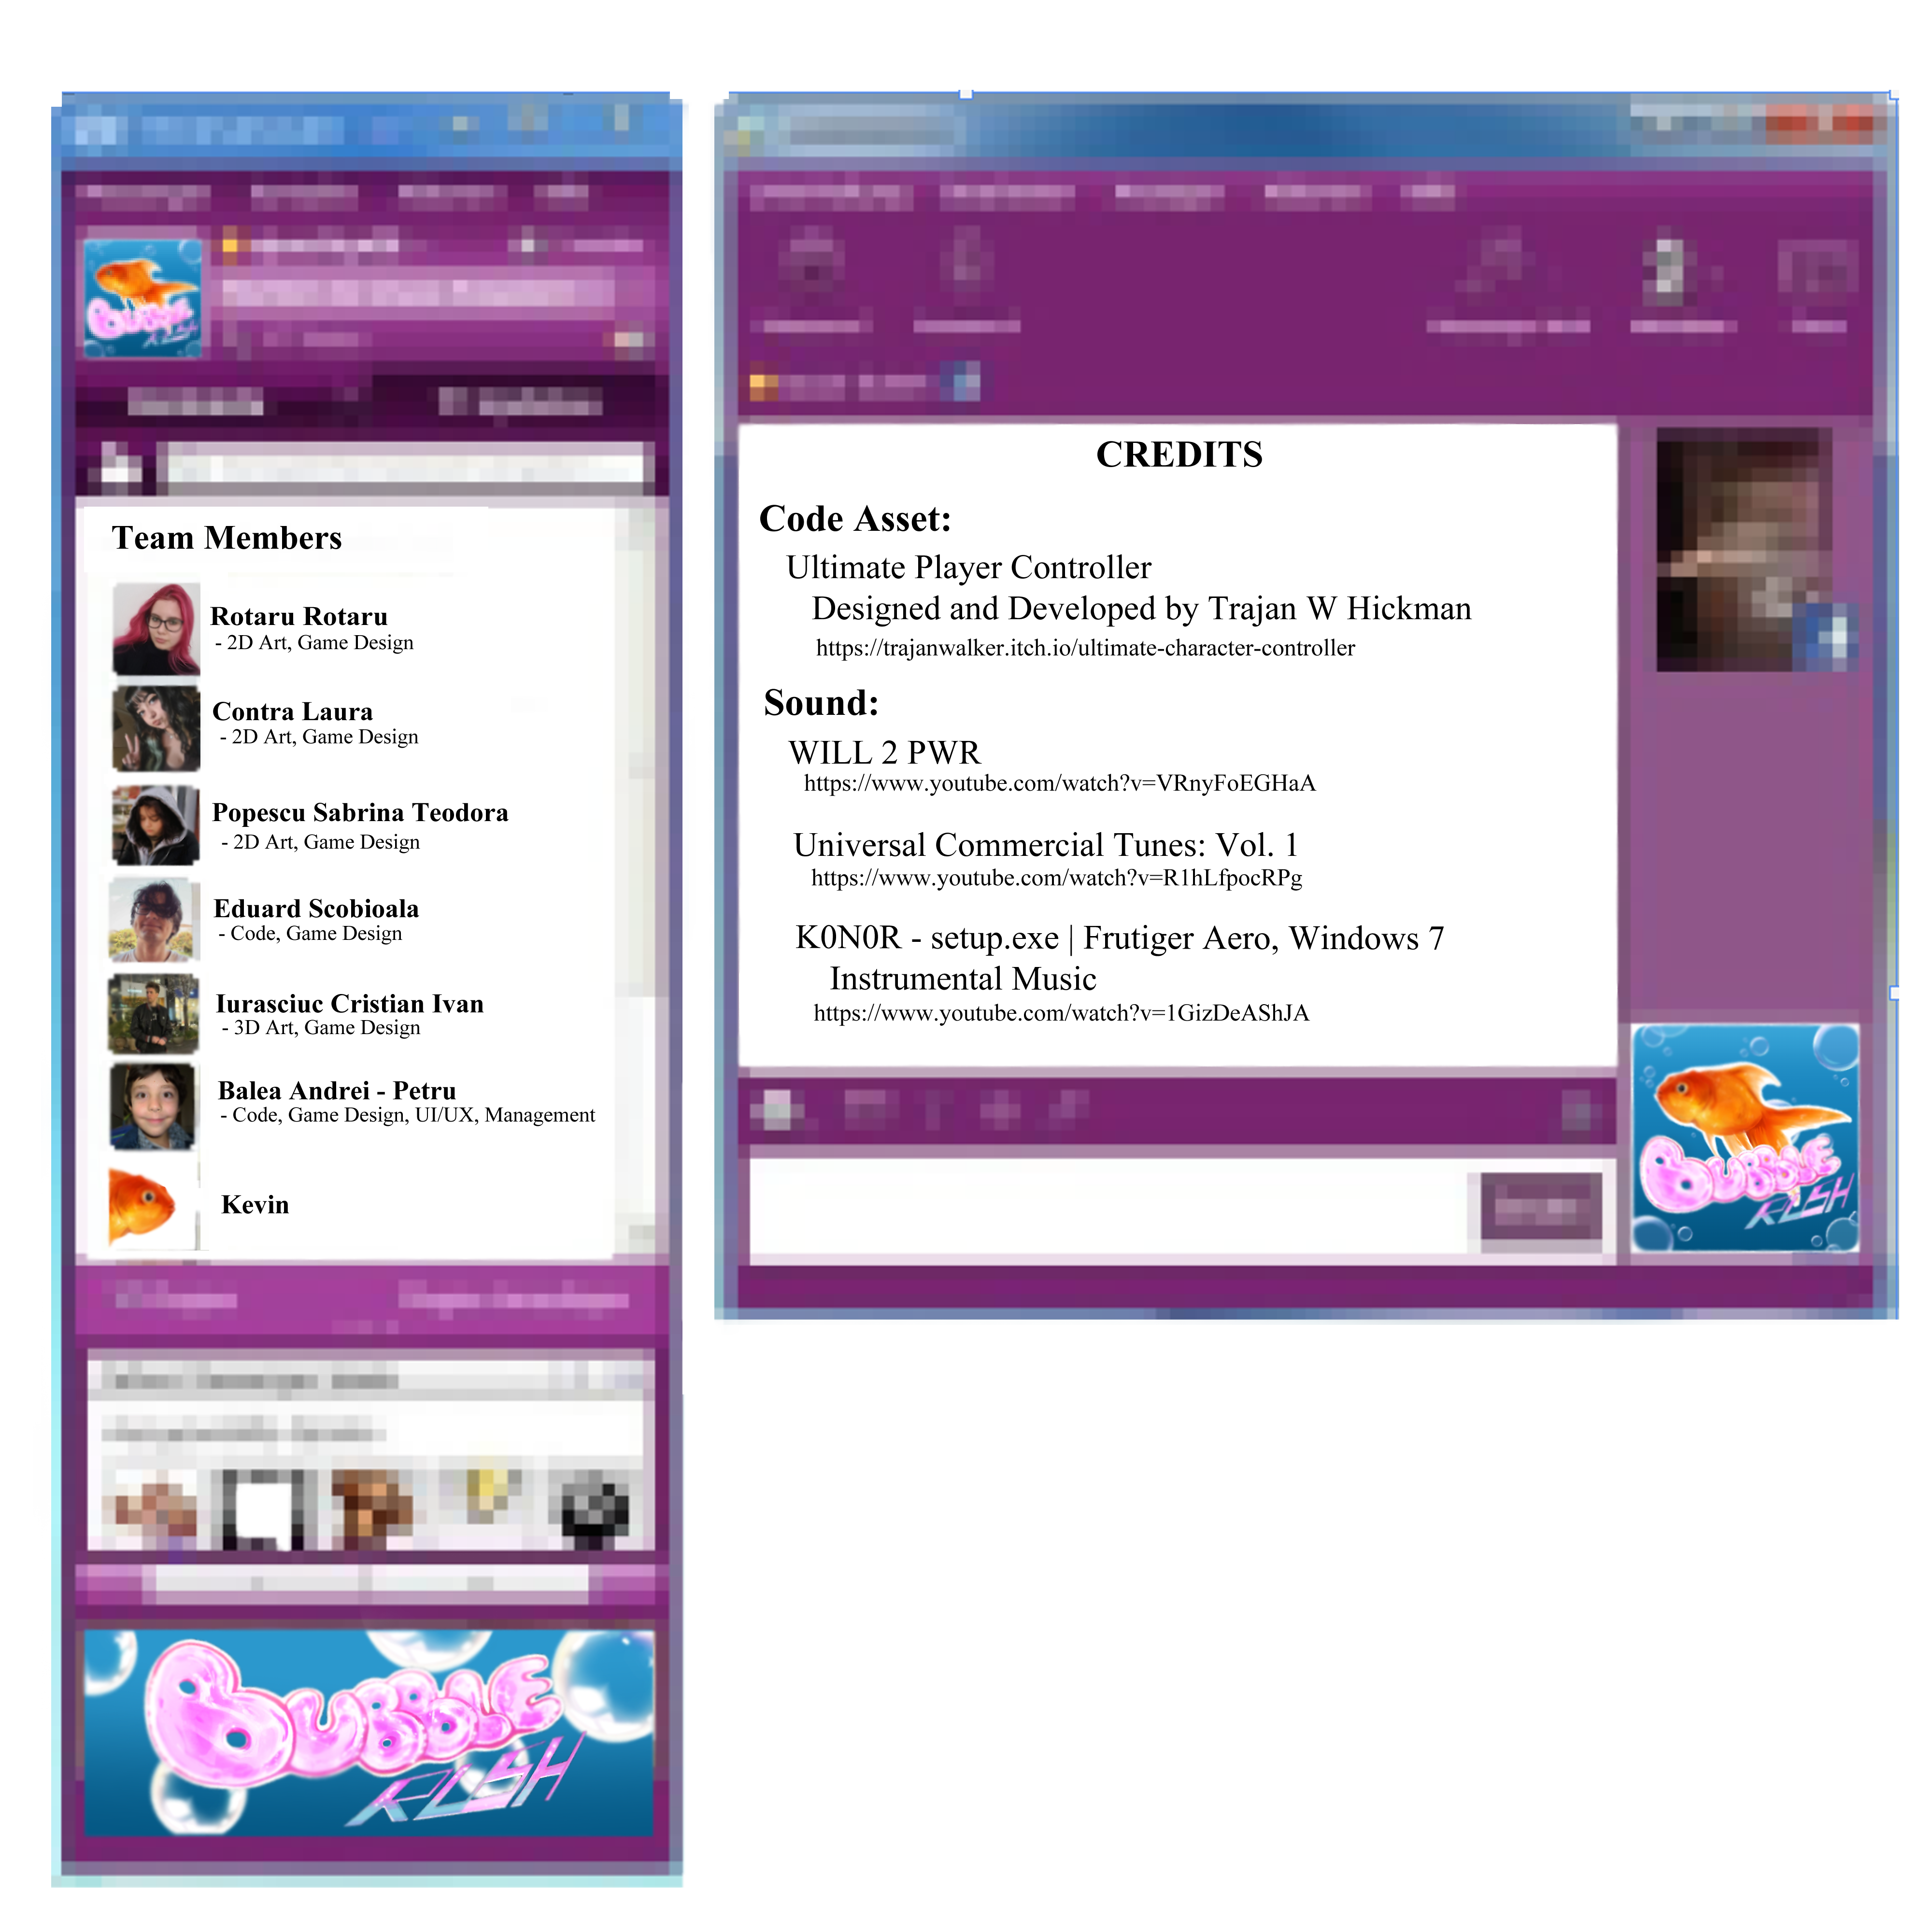 BUBBLE
RUSH
Team Members
Rotaru Rotaru
- 2D Art, Game Design
Contra Laura
- 2D Art, Game Design
Popescu Sabrina Teodora
- 2D Art, Game Design
Eduard Scobioala
- Code, Game Design
Iurasciuc Cristian Ivan
- 3D Art, Game Design
Balea Andrei - Petru
- Code, Game Design, UI/UX, Management
Kevin
BUBBLE
RUSH
CREDITS
Code Asset:
Ultimate Player Controller
Designed and Developed by Trajan W Hickman
https://trajanwalker.itch.io/ultimate-character-controller
Sound:
WILL 2 PWR
https://www.youtube.com/watch?v=VRnyFoEGHaA
Universal Commercial Tunes: Vol. 1
https://www.youtube.com/watch?v=R1hLfpocRPg
K0N0R - setup.exe | Frutiger Aero, Windows 7
Instrumental Music
https://www.youtube.com/watch?v=1GizDeAShJA
BUBBLE
RUSH